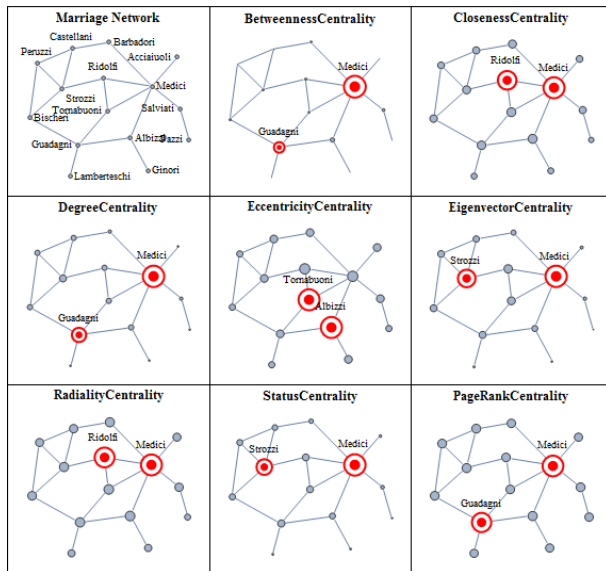 Marriage Network
Castellani
Barbadori
Peruzzi
Acciaiuoli
Ridolfi
Medici
Strozzi
Tornabuoni
Salviati
Bischeri
Guadagni
Albizzi
Pazzi
Lamberteschi
Ginori
BetweennessCentrality
Medici
Guadagni
ClosenessCentrality
Ridolfi
Medici
DegreeCentrality
Medici
Guadagni
EccentricityCentrality
Tornabuoni
Albizzi
EigenvectorCentrality
Strozzi
Medici
RadialityCentrality
Ridolfi
Medici
StatusCentrality
Strozzi
Medici
PageRankCentrality
Medici
Guadagni